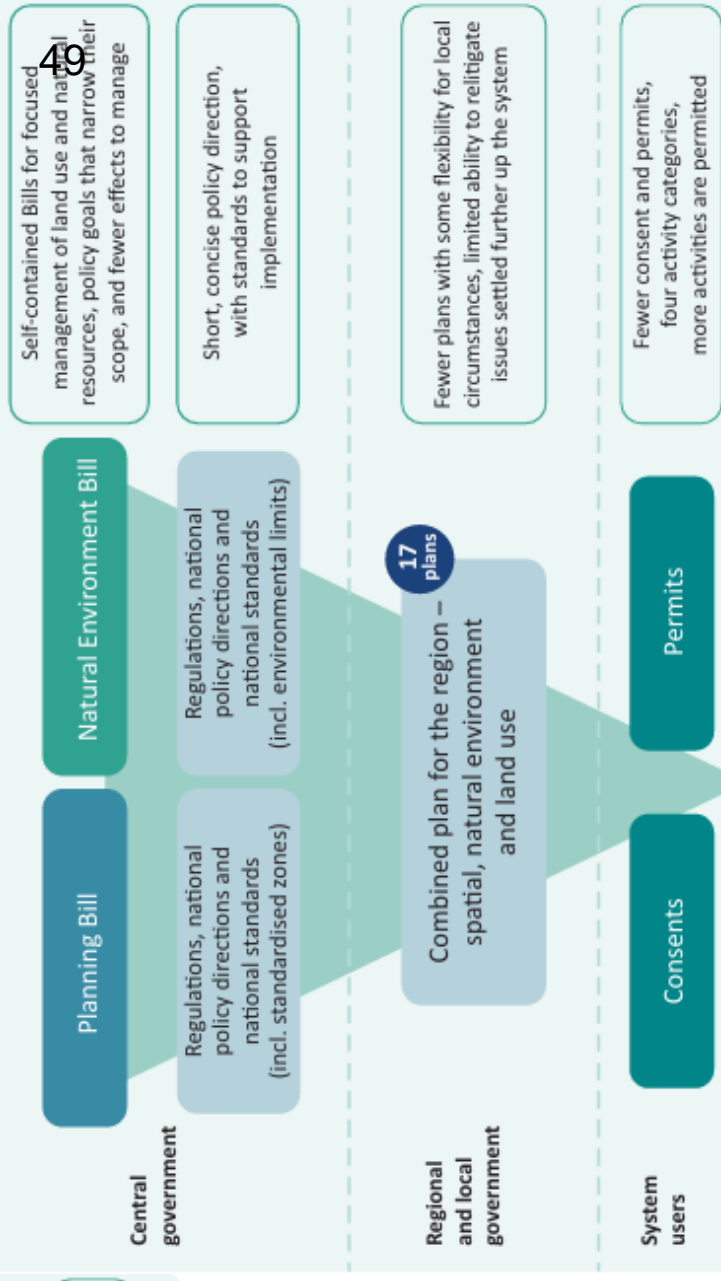 49
Central
government
Planning Bill
Natural Environment Bill
Self-contained Bills for focused
management of land use and natural
resources, policy goals that narrow their
scope, and fewer effects to manage
Regulations, national
policy directions and
national standards
(incl. standardised zones)
Regulations, national
policy directions and
national standards
(incl. environmental limits)
Short, concise policy direction,
with standards to support
implementation
Regional
and local
government
Combined plan for the region –
spatial, natural environment
and land use
17
plans
Fewer plans with some flexibility for local
circumstances, limited ability to relitigate
issues settled further up the system
System
users
Consents
Permits
Fewer consent and permits,
four activity categories,
more activities are permitted